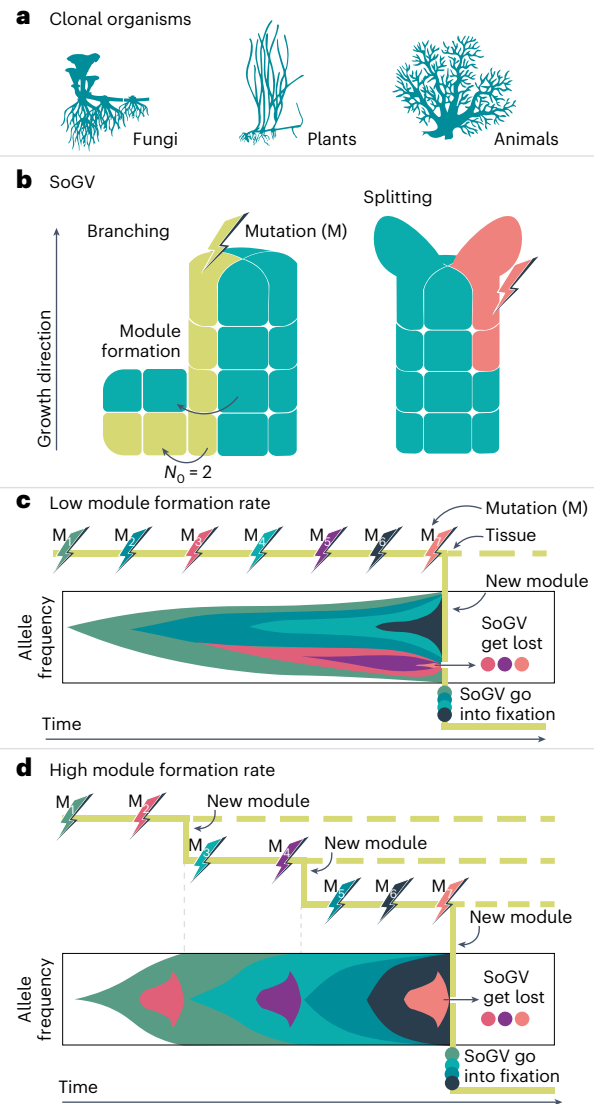 a Clonal organisms
Fungi
Plants
Animals
b SoGV
Splitting
Branching
Mutation (M)
Growth direction
Module
formation
N0 = 2
c Low module formation rate
Mutation (M)
M1 M2 M3 M4 M5 M6 M7
Tissue
New module
Allele
frequency
SoGV
get lost
SoGV go
into fixation
Time
d High module formation rate
M1 M2
New module
M3 M4
New module
M5 M6 M7
New module
Allele
frequency
SoGV
get lost
SoGV go
into fixation
Time